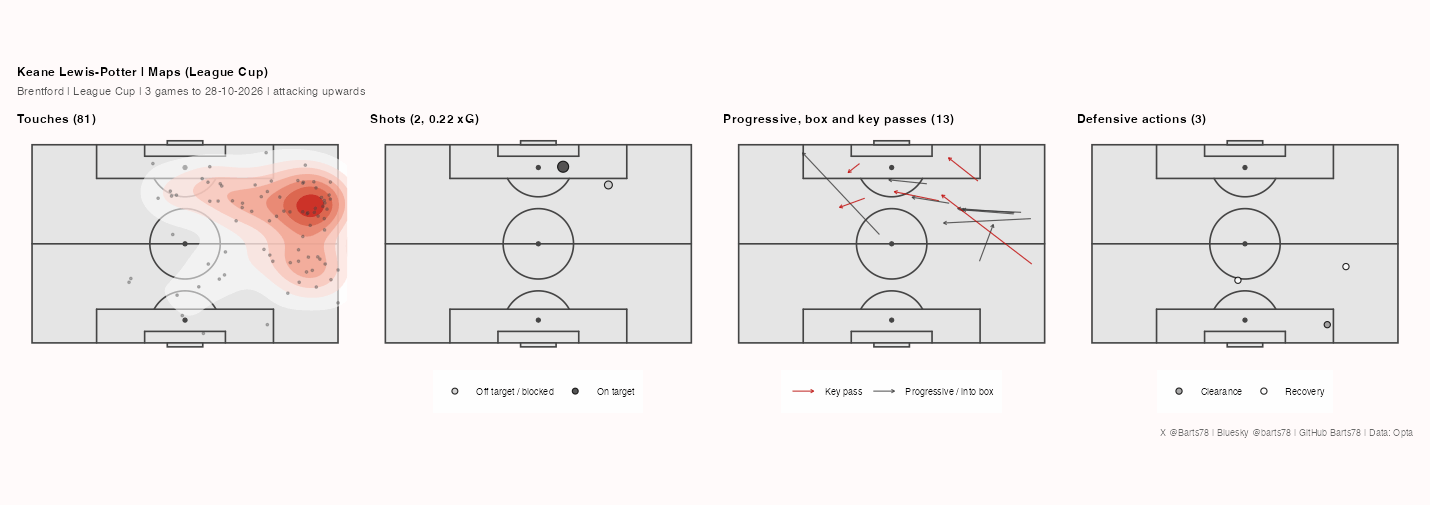 Keane Lewis-Potter | Maps (League Cup)
Brentford | League Cup | 3 games to 28-10-2026 | attacking upwards
Touches (81)
Shots (2, 0.22 xG)
Progressive, box and key passes (13)
Defensive actions (3)
Off target / blocked
On target
Key pass
Progressive / into box
Clearance
Recovery
X @Barts78 | Bluesky @barts78 | GitHub Barts78 | Data: Opta